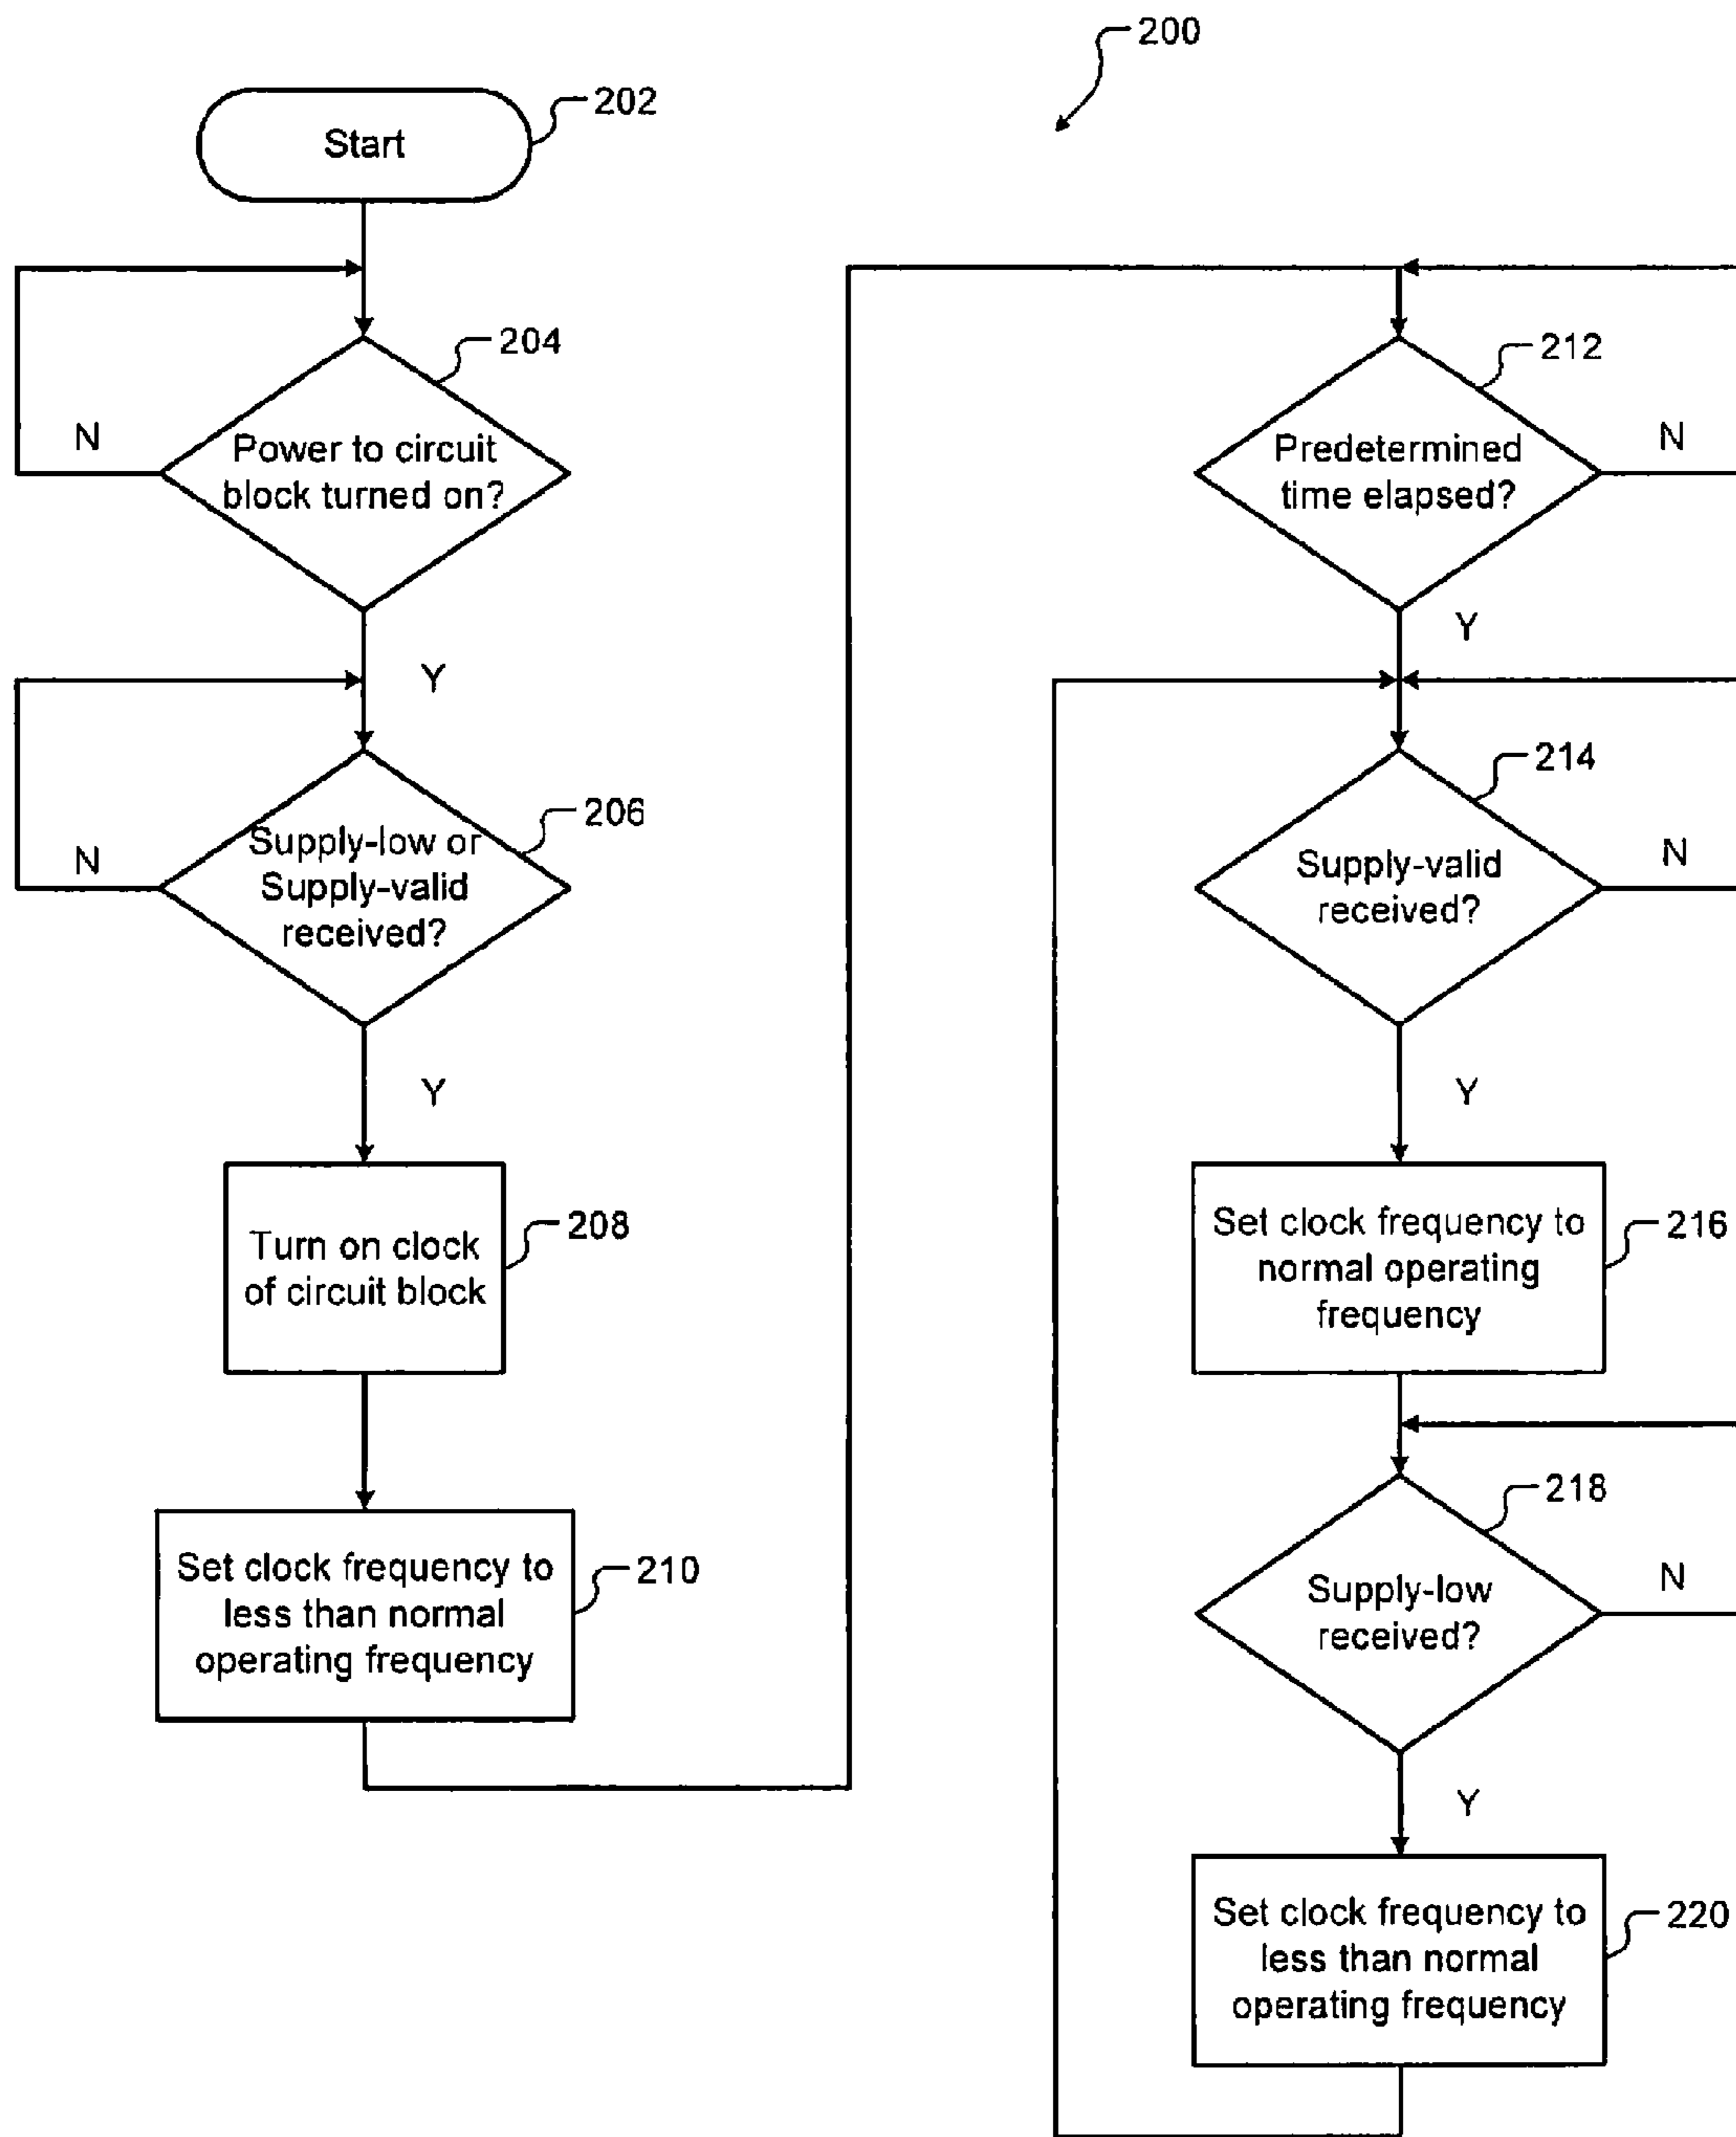 200
Start
202
204
Power to circuit
block turned on?
N
Y
206
Supply-low or
Supply-valid
received?
N
Y
208
Turn on clock
of circuit block
210
Set clock frequency to
less than normal
operating frequency
212
Predetermined
time elapsed?
N
Y
214
Supply-valid
received?
N
Y
216
Set clock frequency to
normal operating
frequency
218
Supply-low
received?
N
Y
220
Set clock frequency to
less than normal
operating frequency